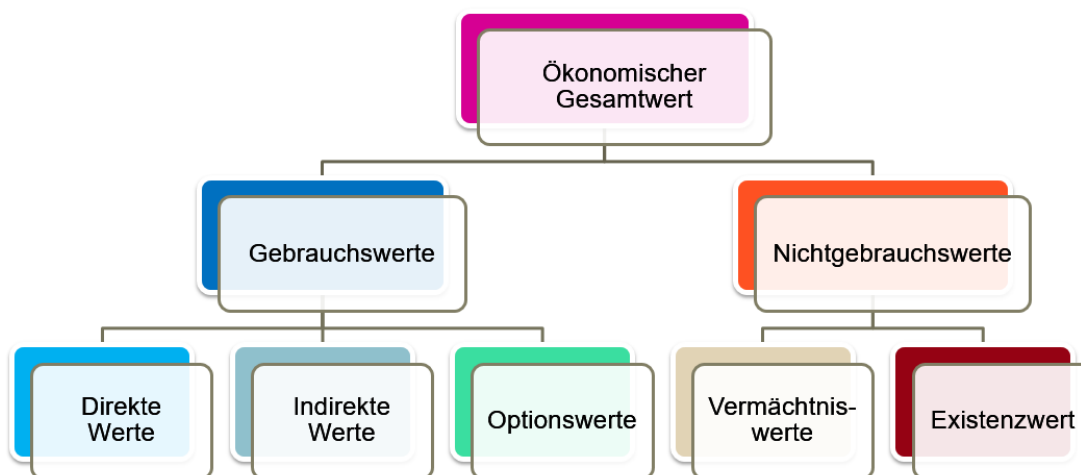 Ökonomischer
Gesamtwert
Gebrauchswerte
Nichtgebrauchswerte
Direkte
Werte
Indirekte
Werte
Optionswerte
Vermächtnis-
werte
Existenzwert